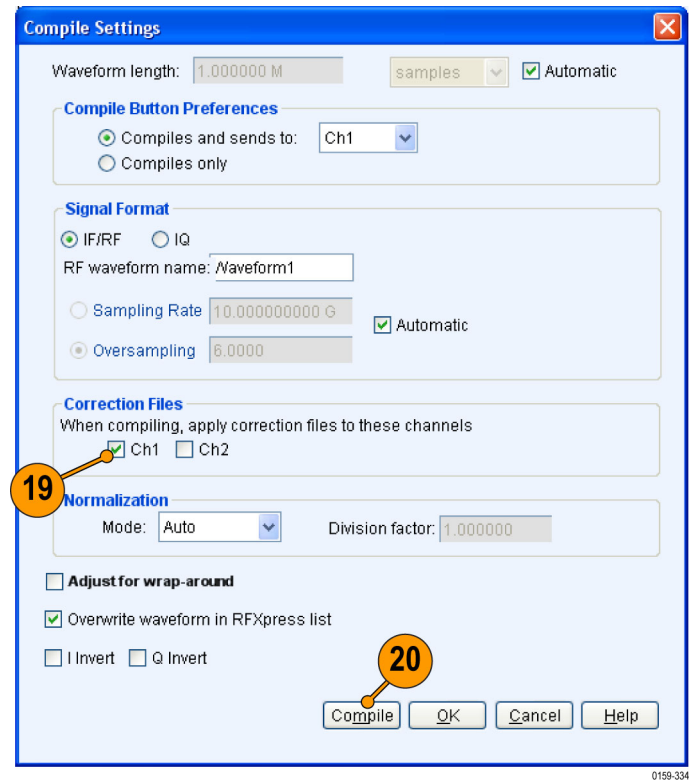 Compile Settings
Waveform length: 1.000000 M samples Automatic
Compile Button Preferences
Compiles and sends to: Ch1
Compiles only
Signal Format
IF/RF IQ
RF waveform name: Waveform1
Sampling Rate 10.000000000 G
Automatic
Oversampling 6.0000
Correction Files
When compiling, apply correction files to these channels
Ch1 Ch2
19
Normalization
Mode: Auto Division factor: 1.000000
Adjust for wrap-around
Overwrite waveform in RFXpress list
I Invert Q Invert
20
Compile OK Cancel Help
0159-334